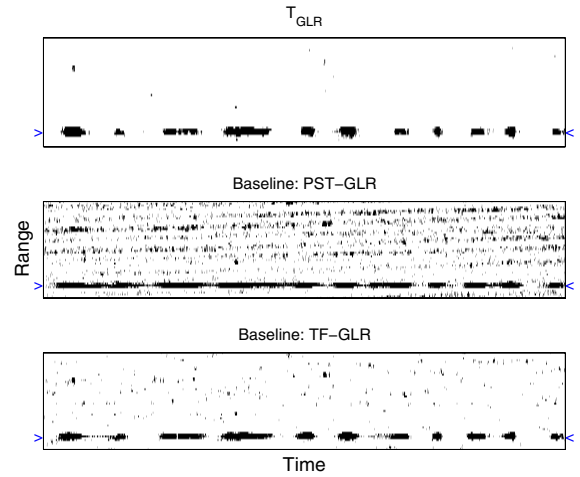 T_GLR
> <
Baseline: PST-GLR
Range
> <
Baseline: TF-GLR
> <
Time